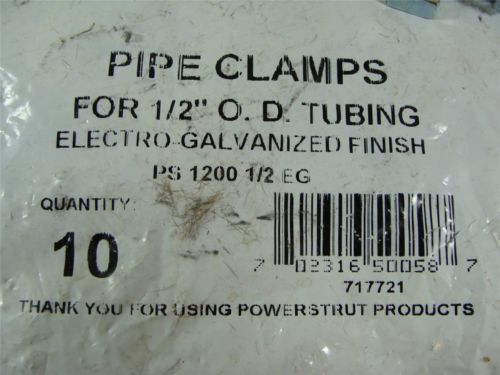 PIPE CLAMPS
FOR 1/2" O. D. TUBING
ELECTRO-GALVANIZED FINISH
PS 1200 1/2 EG
QUANTITY:
10
7 02316 50058 7
717721
THANK YOU FOR USING POWERSTRUT PRODUCTS